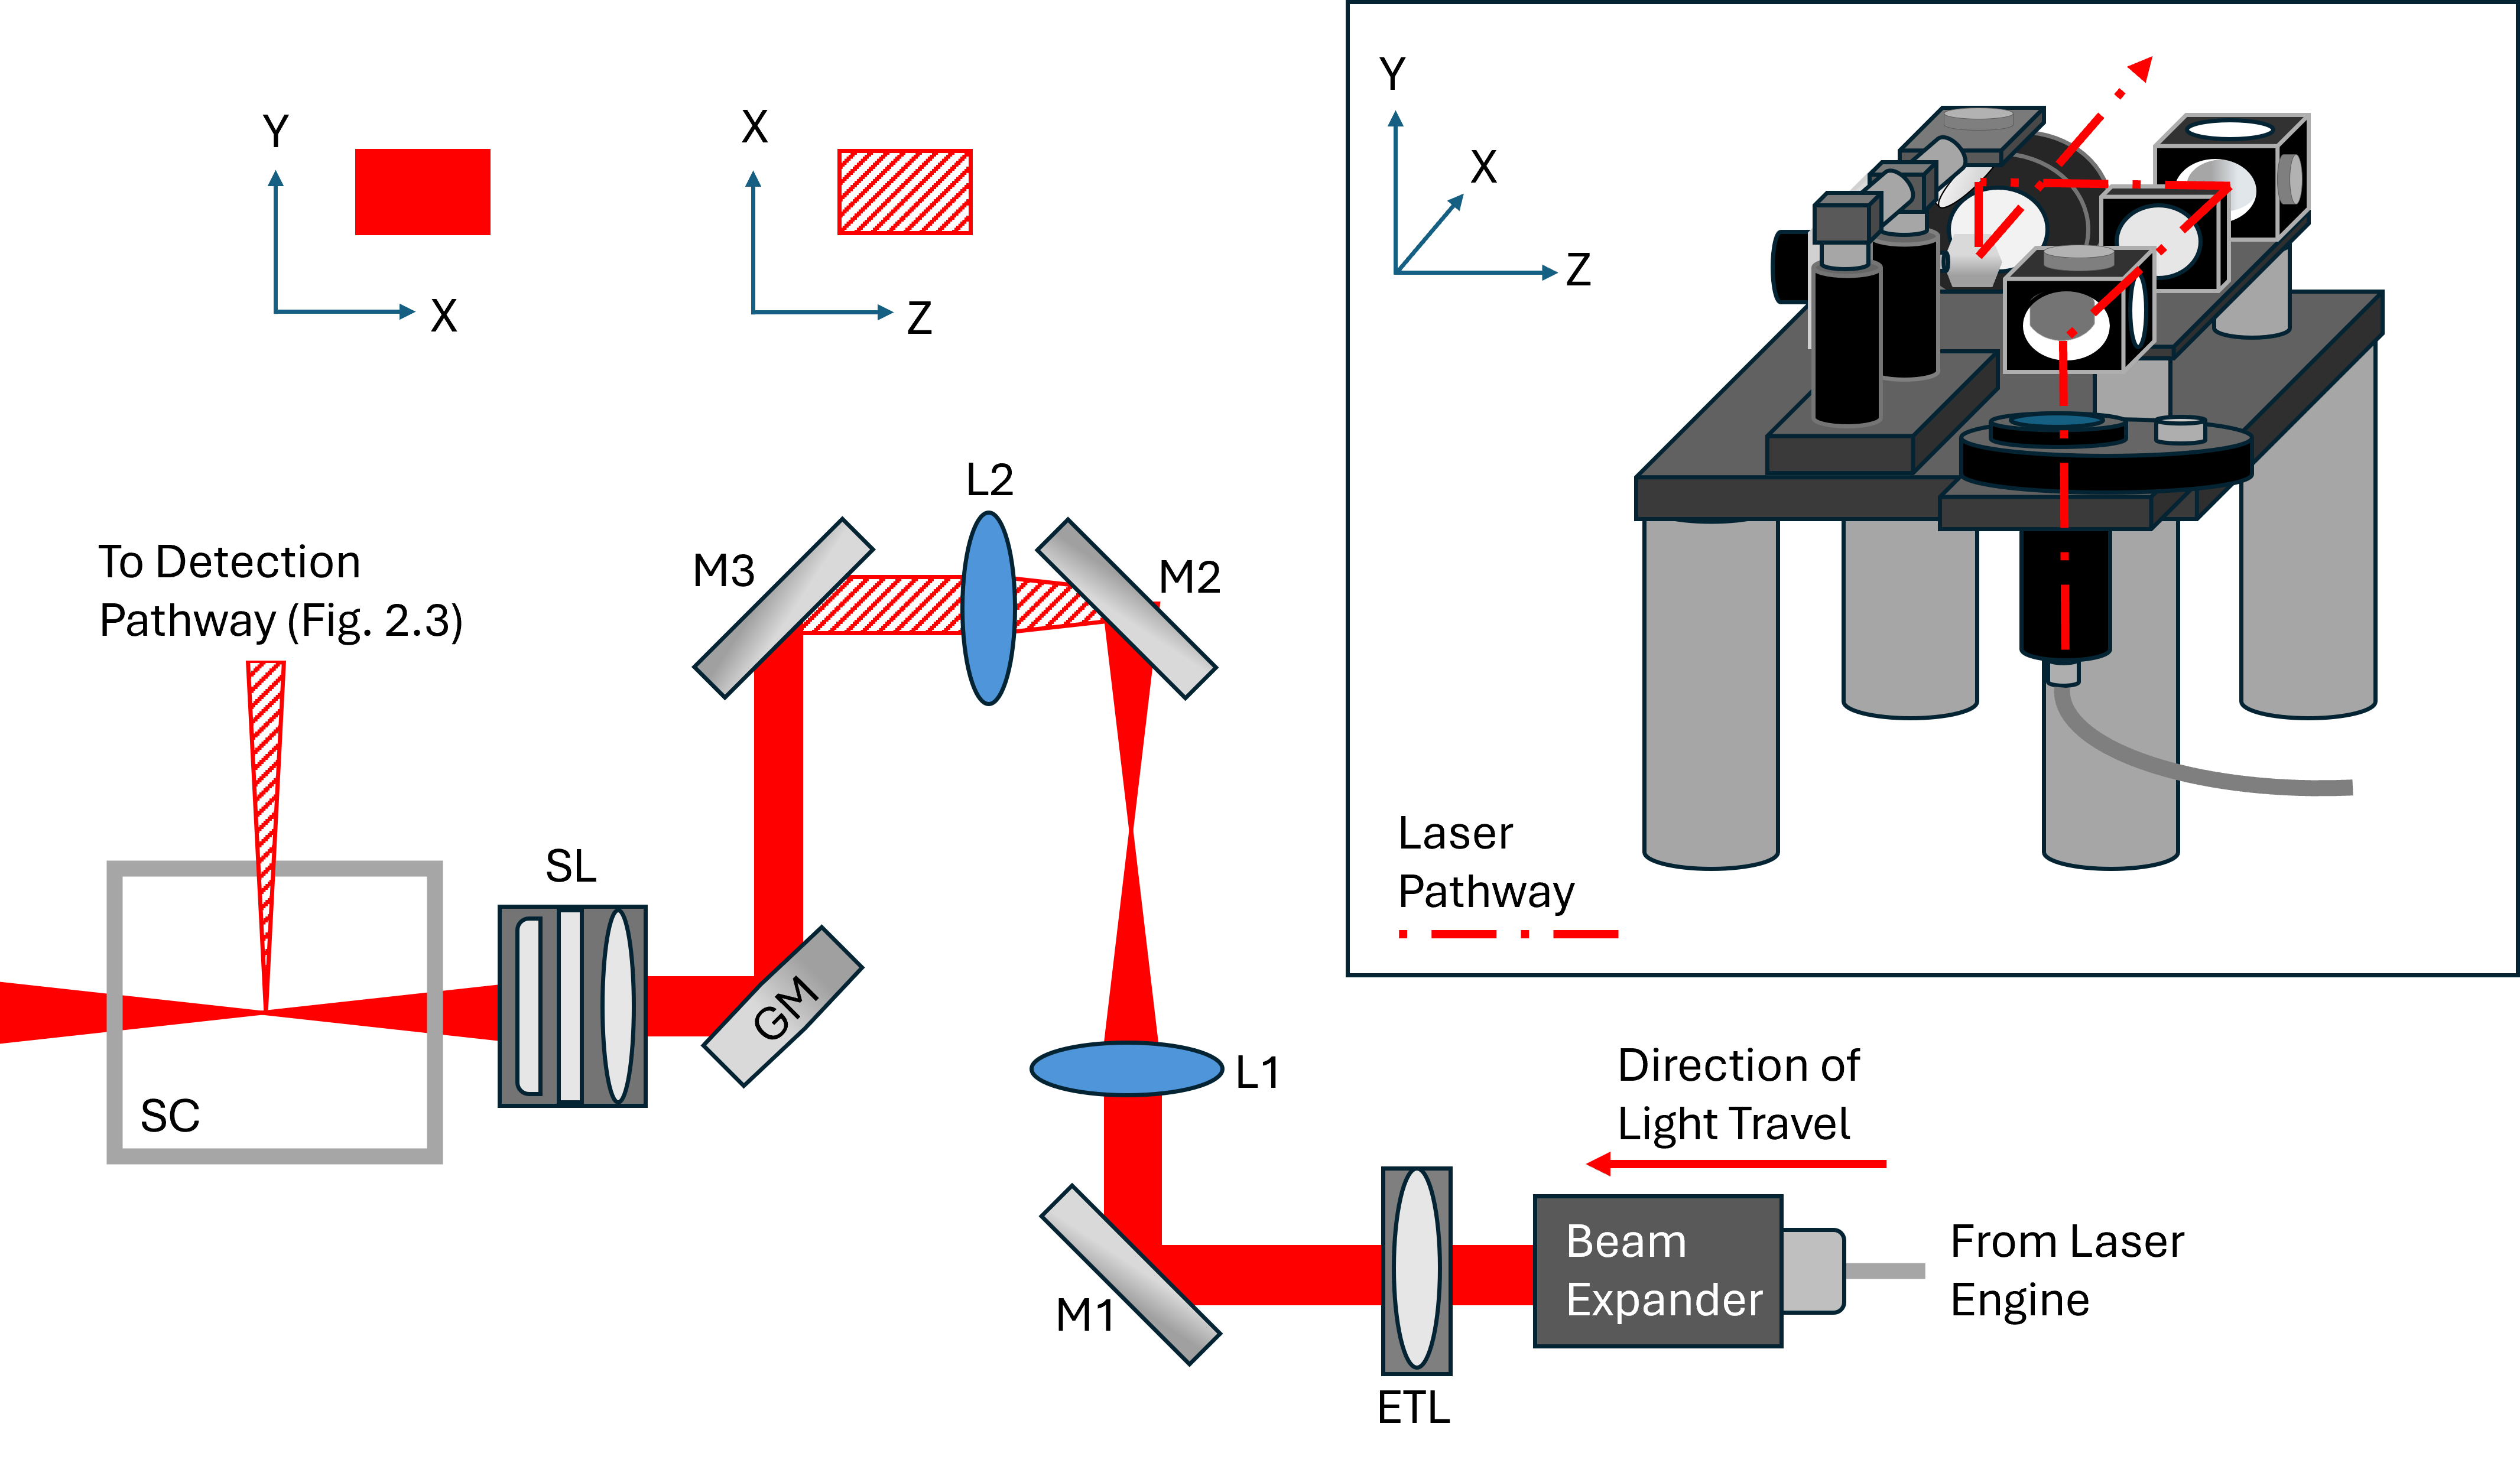 Y
X
X
Z
Y
X
Z
Laser
Pathway
To Detection
Pathway (Fig. 2.3)
M3
L2
M2
SL
GM
SC
L1
Direction of
Light Travel
M1
ETL
Beam
Expander
From Laser
Engine